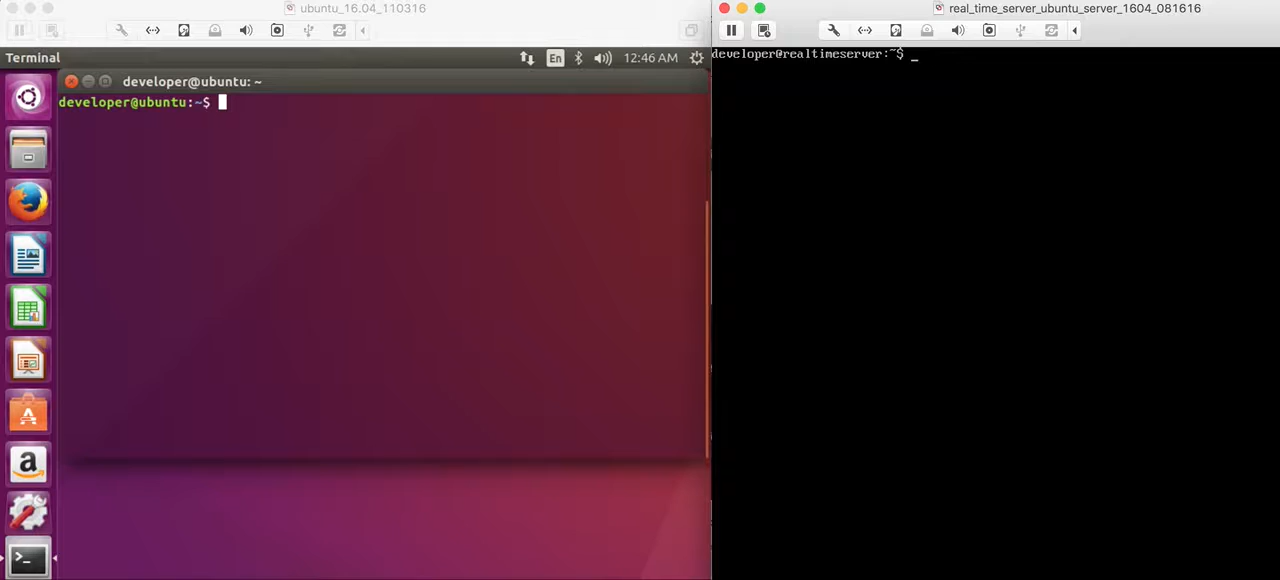 ubuntu_16.04_110316
real_time_server_ubuntu_server_1604_081616
Terminal
En
12:46 AM
developer@ubuntu: ~
developer@ubuntu:~$
developer@realtimeserver:~$ _